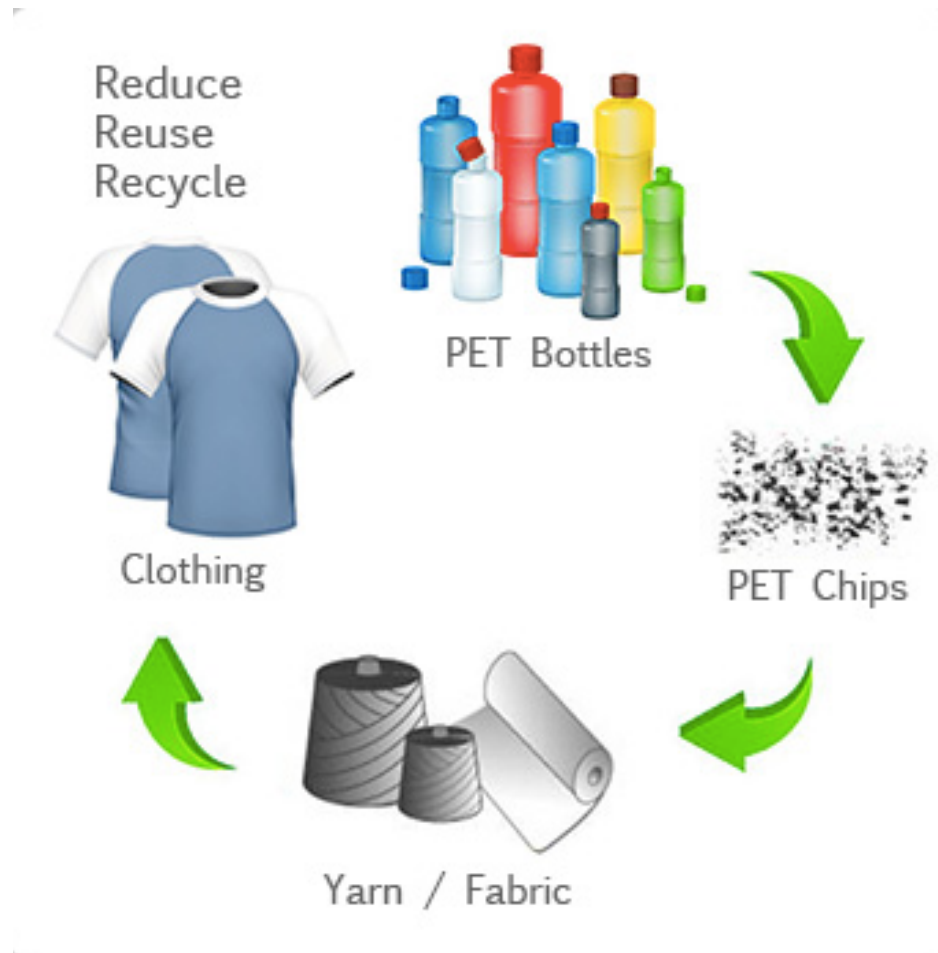 Reduce
Reuse
Recycle
PET Bottles
PET Chips
Yarn / Fabric
Clothing